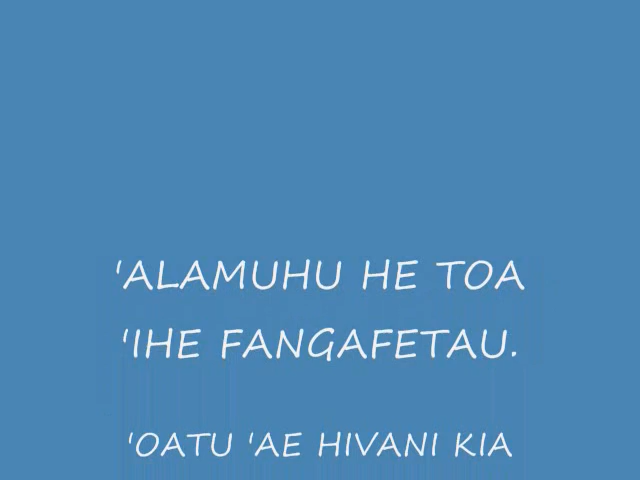 'ALAMUHU HE TOA
'IHE FANGAFETAU.
'OATU 'AE HIVANI KIA